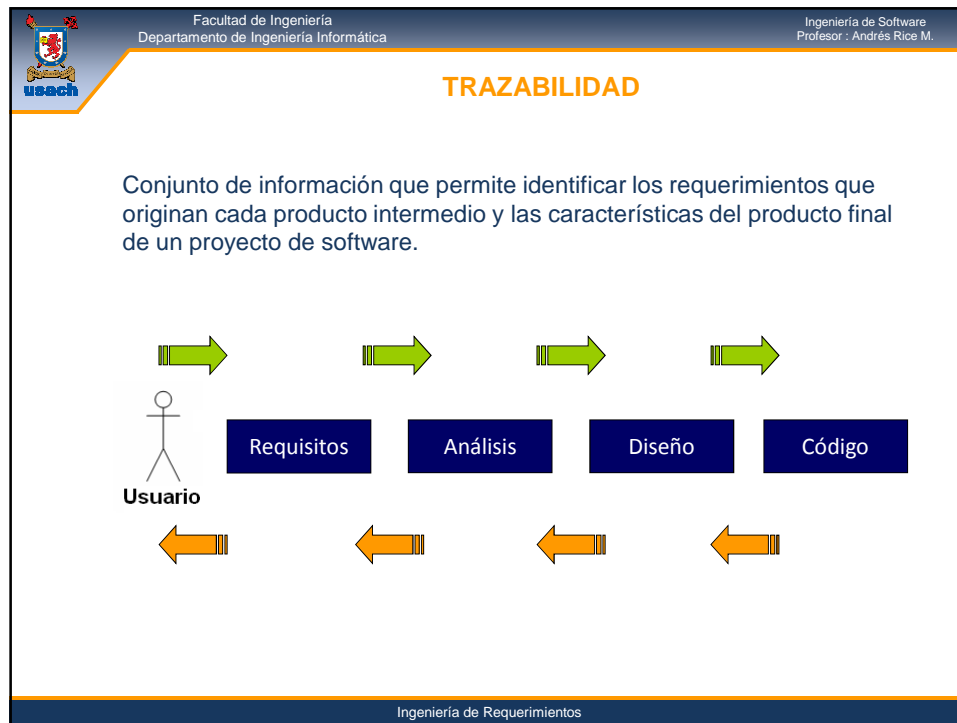 Facultad de Ingeniería
Departamento de Ingeniería Informática
Ingeniería de Software
Profesor : Andrés Rice M.
usach
TRAZABILIDAD
Conjunto de información que permite identificar los requerimientos que
originan cada producto intermedio y las características del producto final
de un proyecto de software.
Requisitos
Análisis
Diseño
Código
Usuario
Ingeniería de Requerimientos